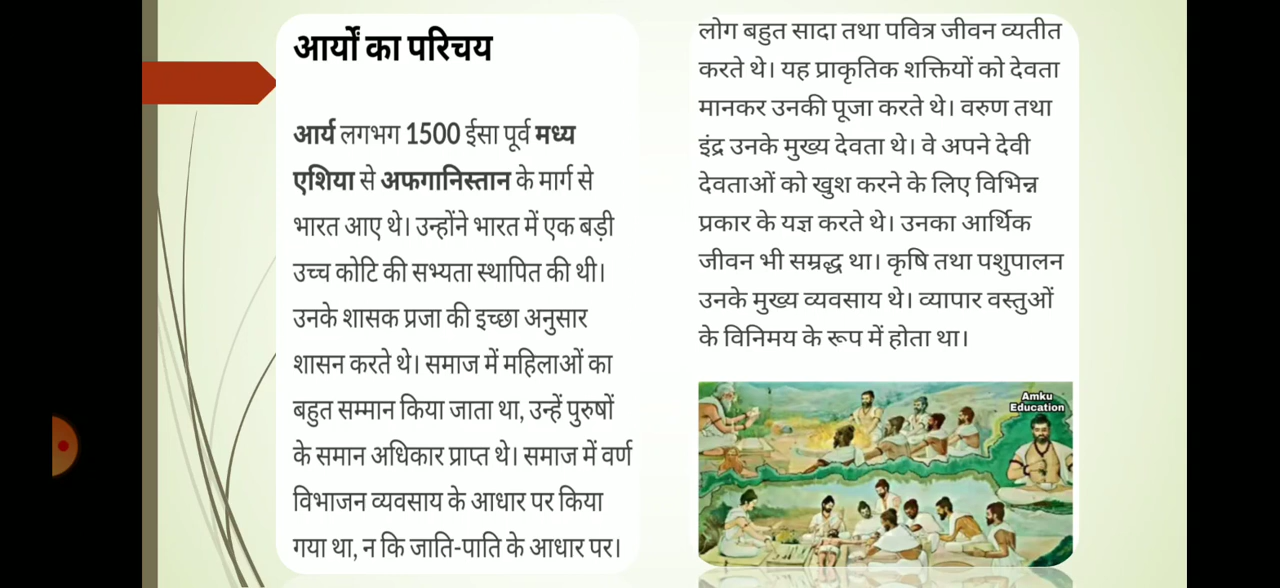 आर्यों का परिचय
आर्य लगभग 1500 ईसा पूर्व मध्य
एशिया से अफगानिस्तान के मार्ग से
भारत आए थे। उन्होंने भारत में एक बड़ी
उच्च कोटि की सभ्यता स्थापित की थी।
उनके शासक प्रजा की इच्छा अनुसार
शासन करते थे। समाज में महिलाओं का
बहुत सम्मान किया जाता था, उन्हें पुरुषों
के समान अधिकार प्राप्त थे। समाज में वर्ण
विभाजन व्यवसाय के आधार पर किया
गया था, न कि जाति-पाति के आधार पर।
लोग बहुत सादा तथा पवित्र जीवन व्यतीत
करते थे। यह प्राकृतिक शक्तियों को देवता
मानकर उनकी पूजा करते थे। वरुण तथा
इंद्र उनके मुख्य देवता थे। वे अपने देवी
देवताओं को खुश करने के लिए विभिन्न
प्रकार के यज्ञ करते थे। उनका आर्थिक
जीवन भी सम्रद्ध था। कृषि तथा पशुपालन
उनके मुख्य व्यवसाय थे। व्यापार वस्तुओं
के विनिमय के रूप में होता था।
Amku
Education